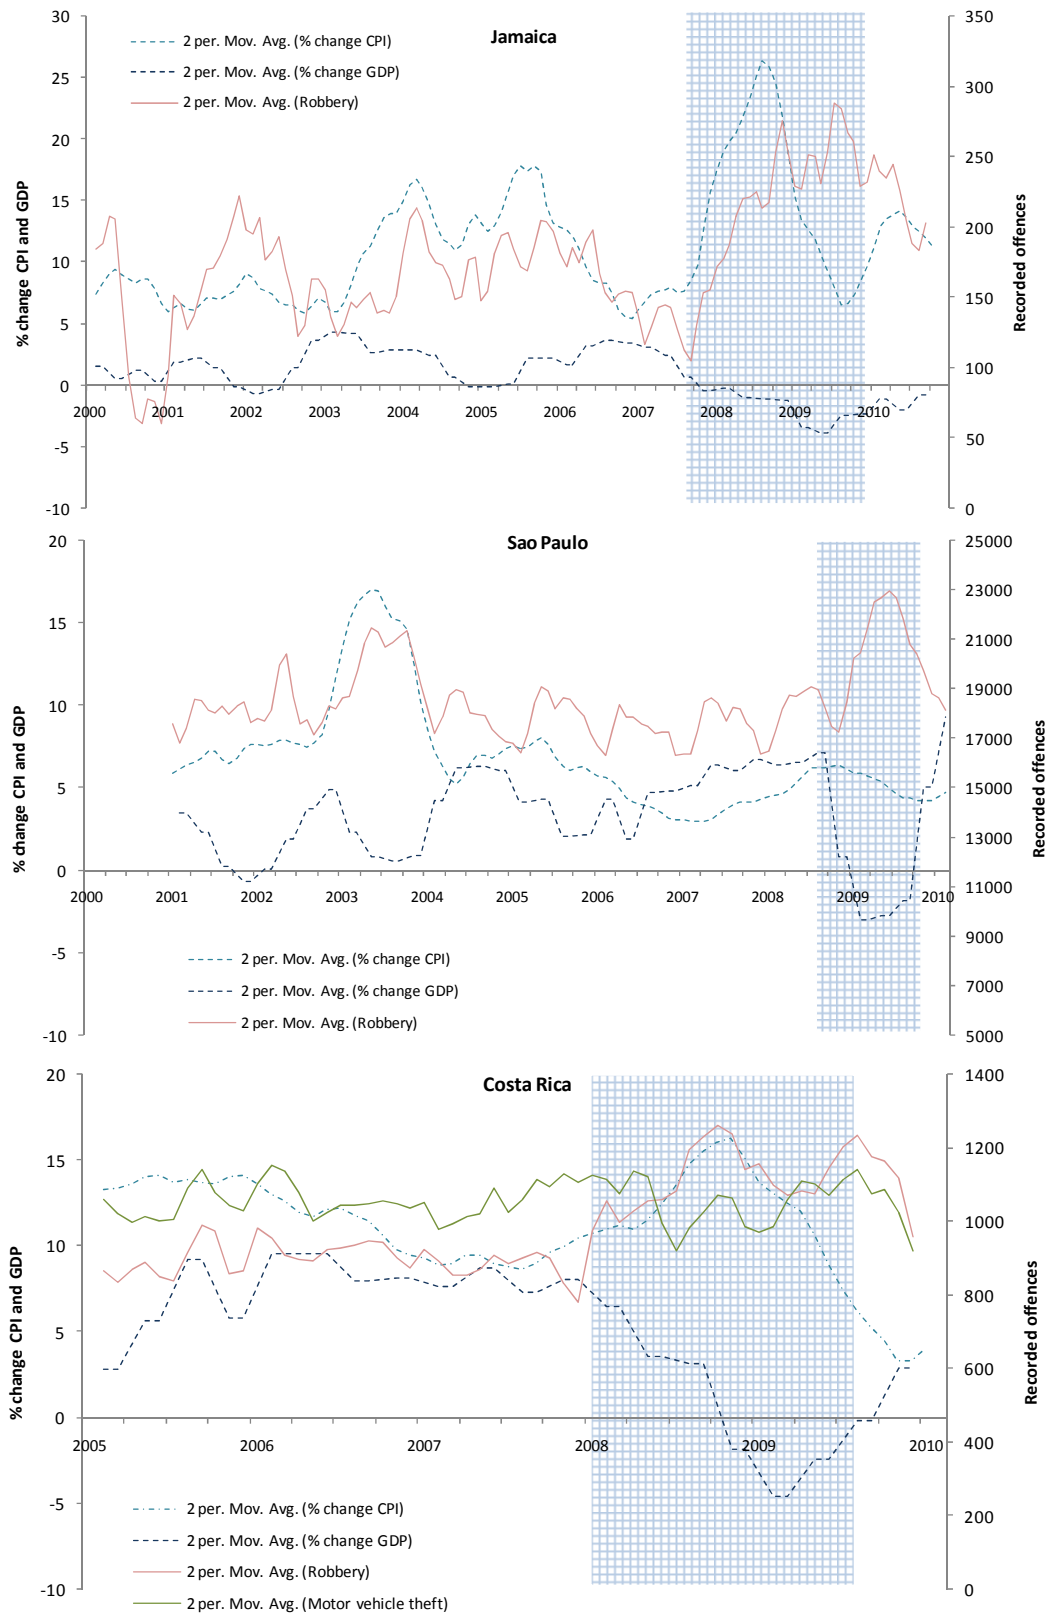 Jamaica
2 per. Mov. Avg. (% change CPI)
2 per. Mov. Avg. (% change GDP)
2 per. Mov. Avg. (Robbery)
% change CPI and GDP
30
25
20
15
10
5
0
-5
-10
2000 2001 2002 2003 2004 2005 2006 2007 2008 2009 2010
350
300
250
200
150
100
50
0
Recorded offences
Sao Paulo
% change CPI and GDP
20
15
10
5
0
-5
-10
2000 2001 2002 2003 2004 2005 2006 2007 2008 2009 2010
2 per. Mov. Avg. (% change CPI)
2 per. Mov. Avg. (% change GDP)
2 per. Mov. Avg. (Robbery)
25000
23000
21000
19000
17000
15000
13000
11000
9000
7000
5000
Recorded offences
Costa Rica
% change CPI and GDP
20
15
10
5
0
-5
-10
2005 2006 2007 2008 2009 2010
2 per. Mov. Avg. (% change CPI)
2 per. Mov. Avg. (% change GDP)
2 per. Mov. Avg. (Robbery)
2 per. Mov. Avg. (Motor vehicle theft)
1400
1200
1000
800
600
400
200
0
Recorded offences